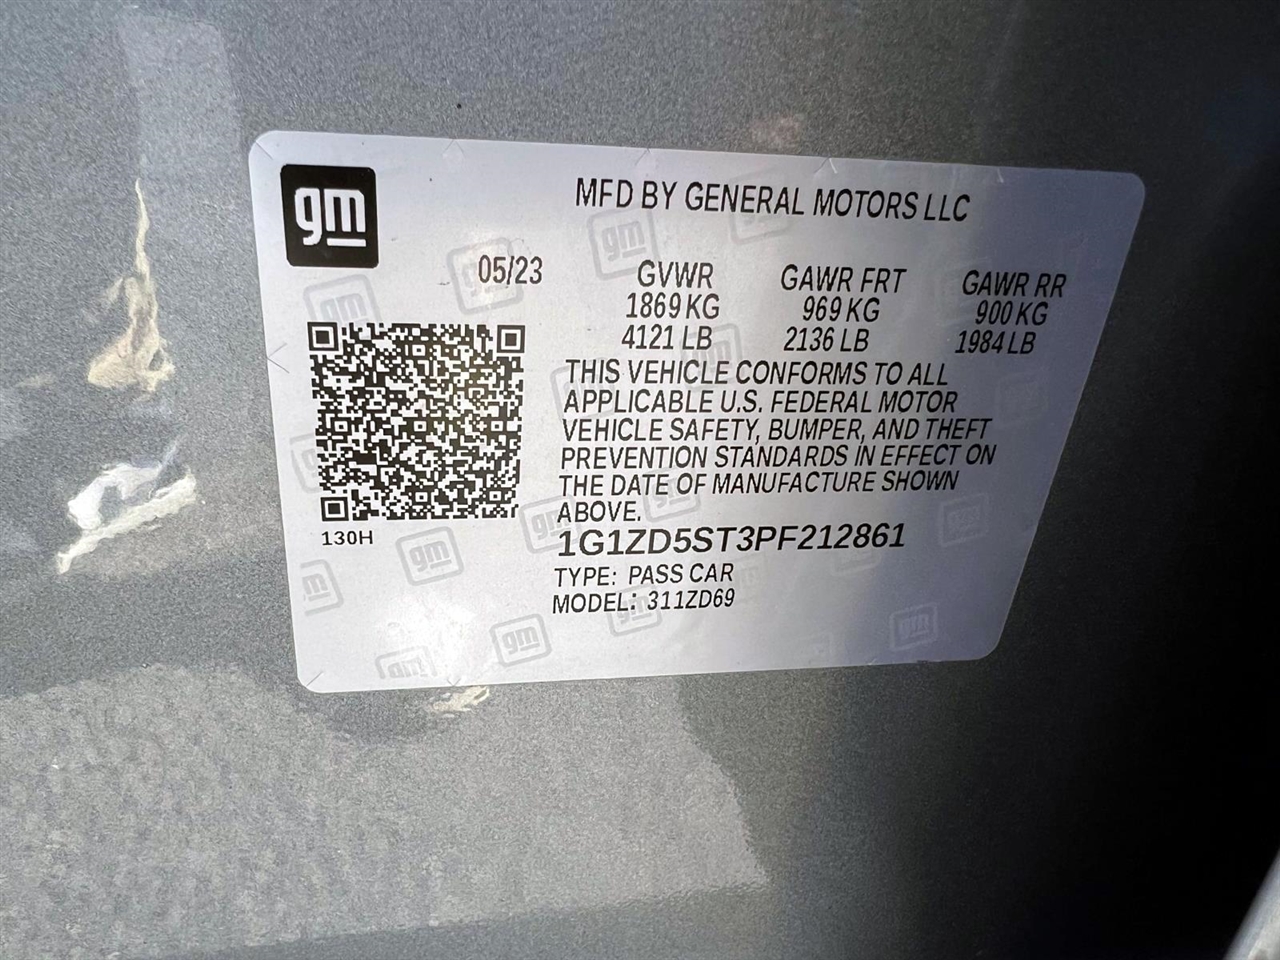 gm
MFD BY GENERAL MOTORS LLC
05/23 GVWR GAWR FRT GAWR RR
1869 KG 969 KG 900 KG
4121 LB 2136 LB 1984 LB
THIS VEHICLE CONFORMS TO ALL
APPLICABLE U.S. FEDERAL MOTOR
VEHICLE SAFETY, BUMPER, AND THEFT
PREVENTION STANDARDS IN EFFECT ON
THE DATE OF MANUFACTURE SHOWN
ABOVE.
130H
1G1ZD5ST3PF212861
TYPE: PASS CAR
MODEL: 311ZD69